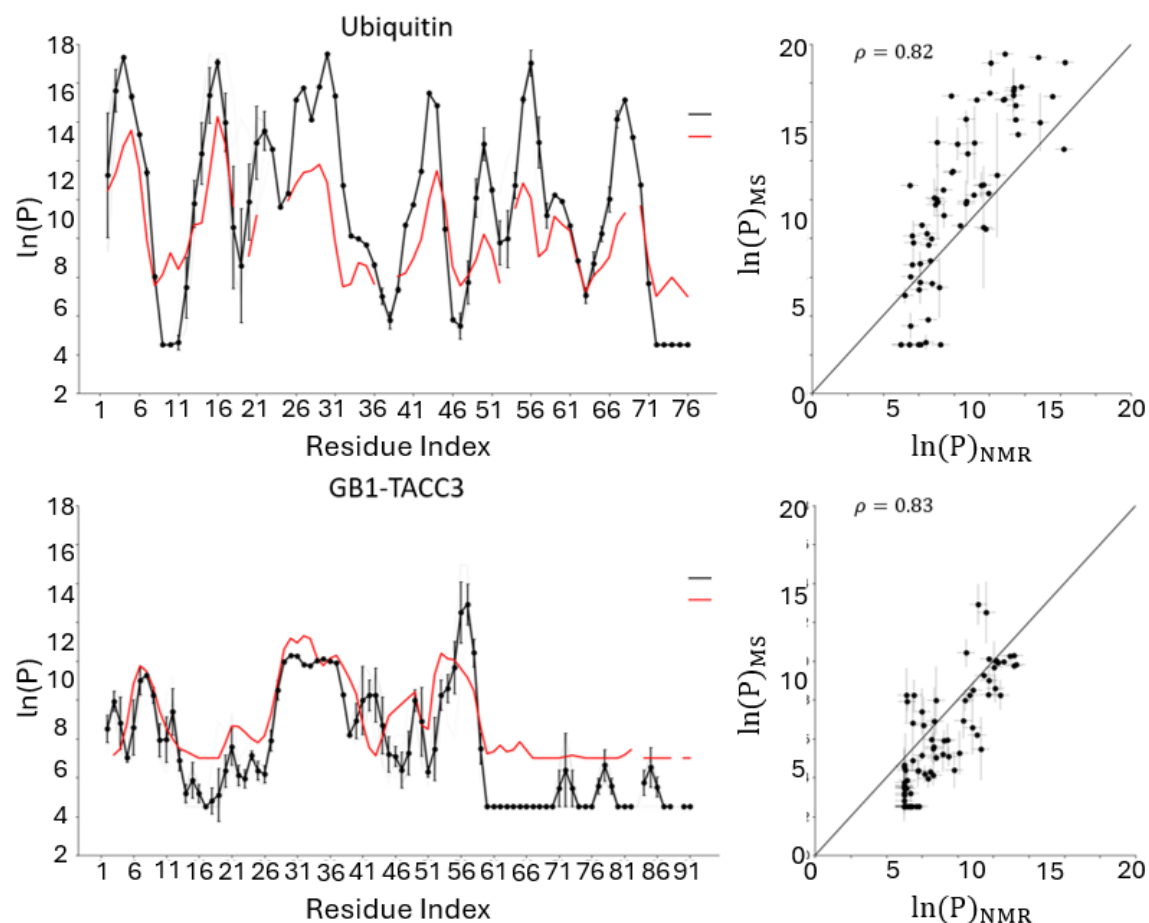 Ubiquitin
18
16
14
12
10
8
6
4
2
ln(P)
1 6 11 16 21 26 31 36 41 46 51 56 61 66 71 76
Residue Index
ρ = 0.82
20
15
10
5
0
ln(P)MS
0 5 10 15 20
ln(P)NMR
GB1-TACC3
18
16
14
12
10
8
6
4
2
ln(P)
1 6 11 16 21 26 31 36 41 46 51 56 61 66 71 76 81 86 91
Residue Index
ρ = 0.83
20
15
10
5
0
ln(P)MS
0 5 10 15 20
ln(P)NMR